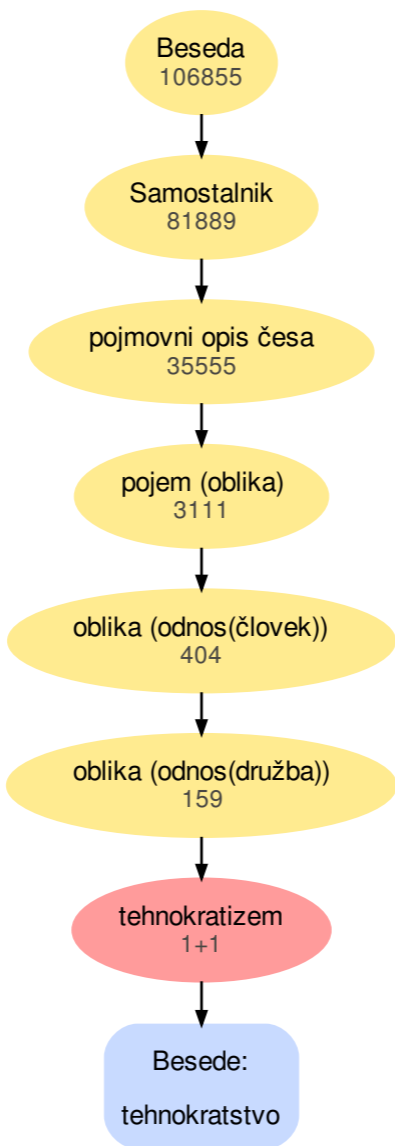 Beseda
106855
Samostalnik
81889
pojmovni opis česa
35555
pojem (oblika)
3111
oblika (odnos(človek))
404
oblika (odnos(družba))
159
tehnokratizem
1+1
Besede:
tehnokratstvo